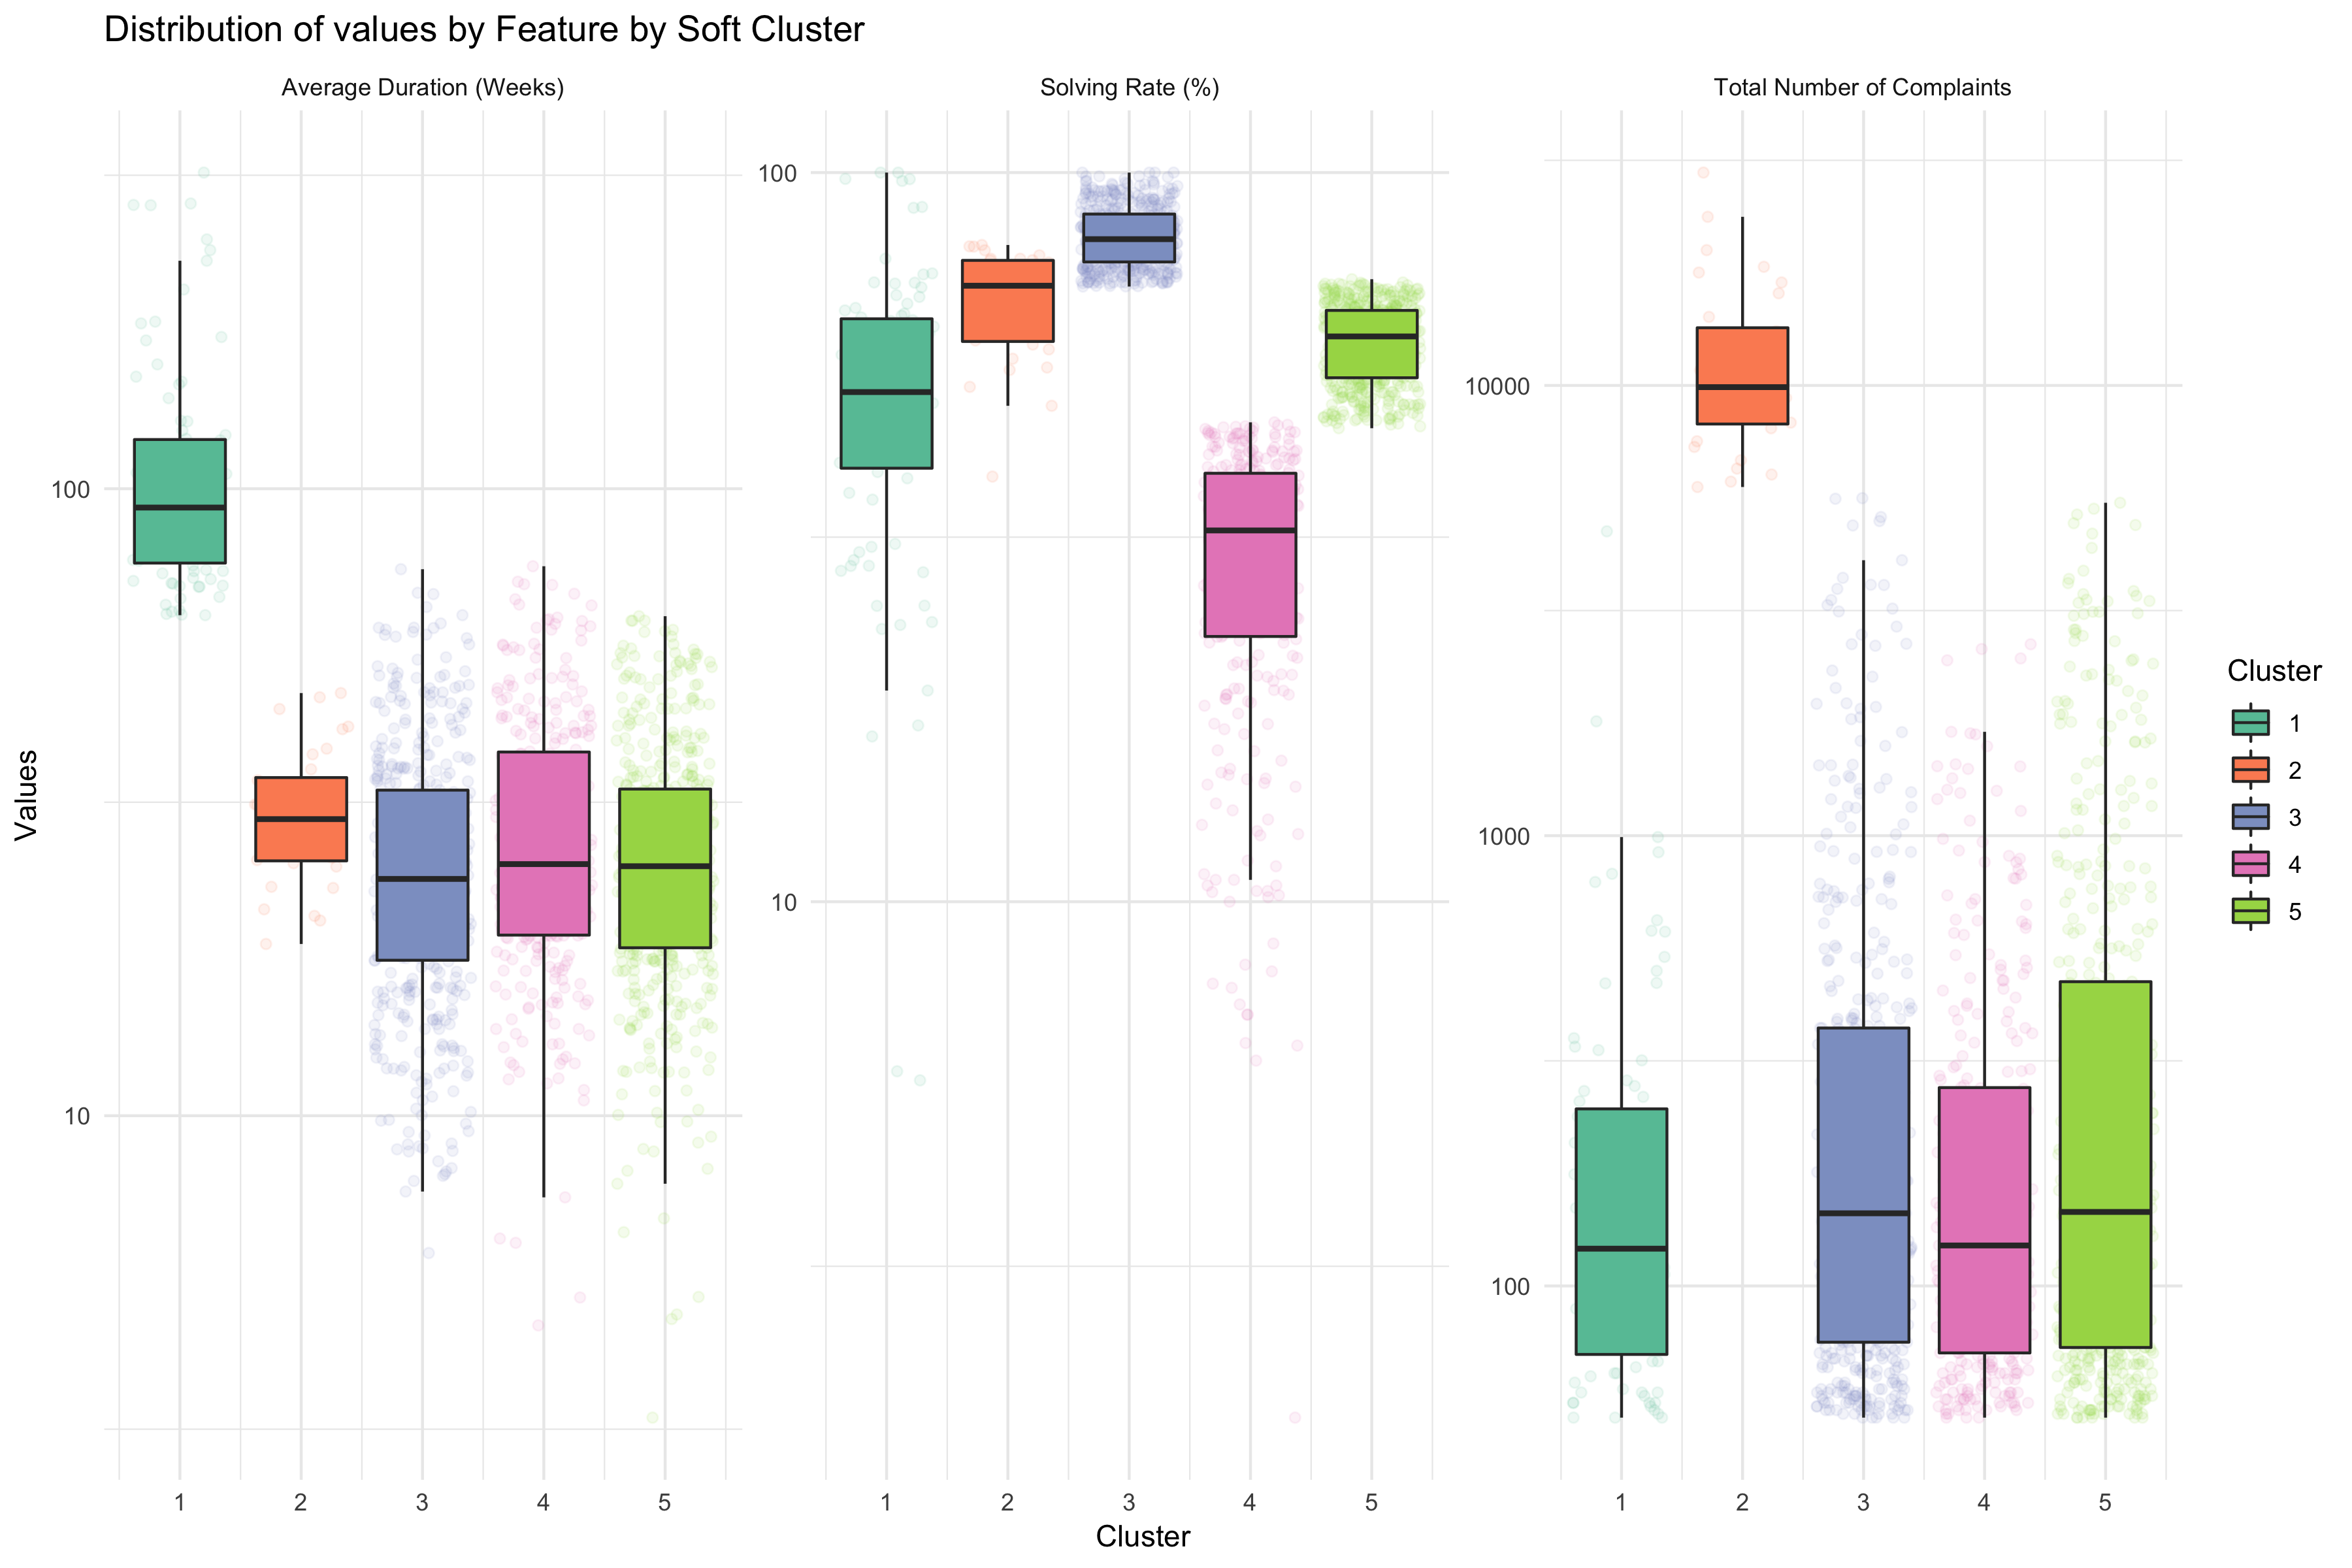 Distribution of values by Feature by Soft Cluster
Average Duration (Weeks)
Solving Rate (%)
Total Number of Complaints
Values
100
10
100
10
10000
1000
100
1 2 3 4 5
1 2 3 4 5
1 2 3 4 5
Cluster
Cluster
1
2
3
4
5